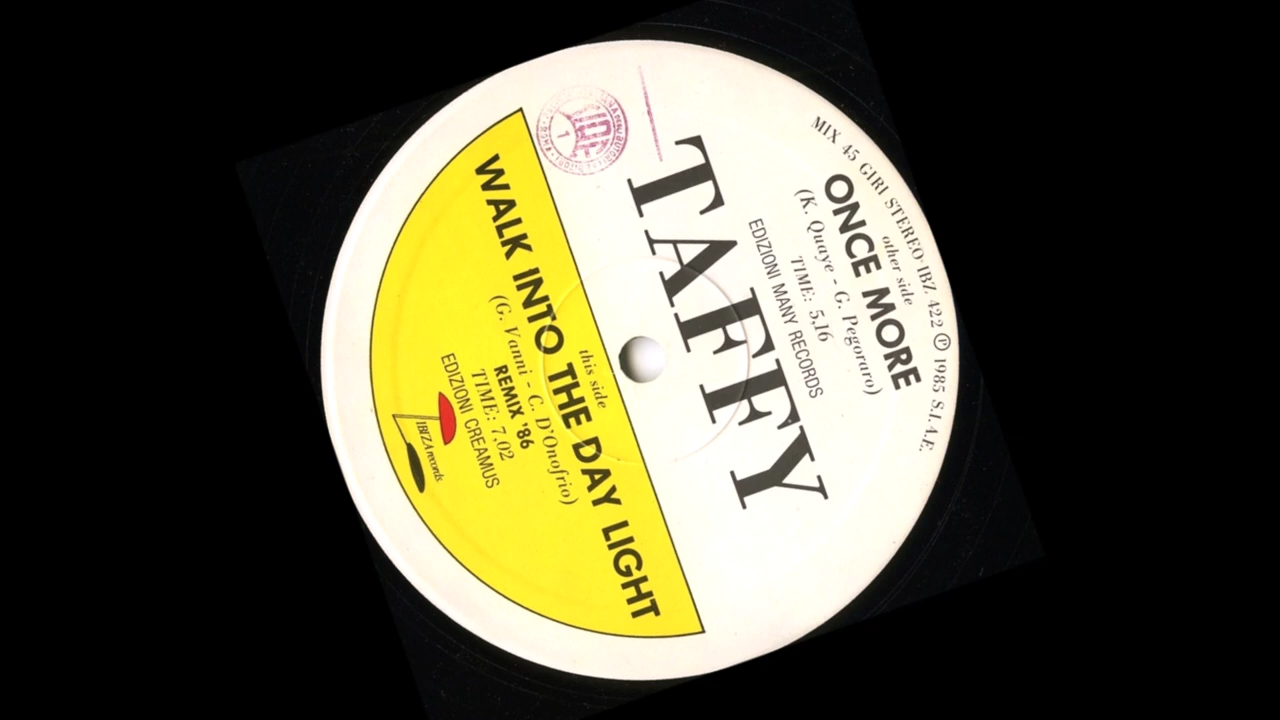 MIX 45 GIRI STEREO IBZ 422 Ⓟ 1985 S.I.A.E.
other side
ONCE MORE
(K. Quaye - G. Pegoraro)
TIME: 5,16
EDIZIONI MANY RECORDS
TAFFY
this side
WALK INTO THE DAY LIGHT
(G. Vanni - C. D'Onofrio)
REMIX '86
TIME: 7,02
EDIZIONI CREAMUS
IBIZA records